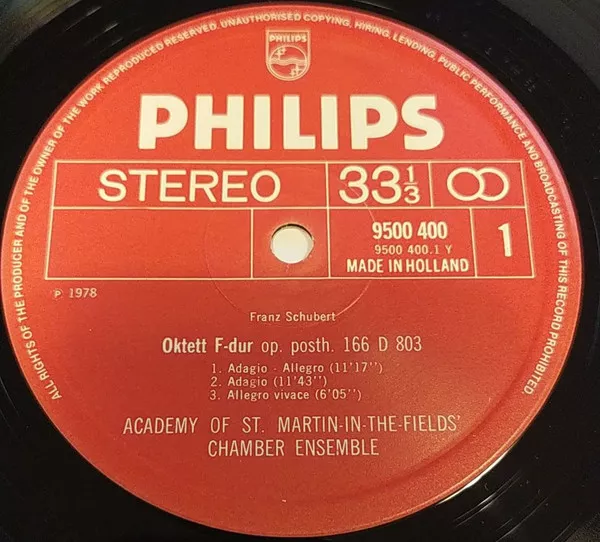 ALL RIGHTS OF THE PRODUCER AND OF THE OWNER OF THE WORK REPRODUCED RESERVED. UNAUTHORISED COPYING, HIRING, LENDING, PUBLIC PERFORMANCE AND BROADCASTING OF THIS RECORD PROHIBITED
PHILIPS
PHILIPS
STEREO 33 1/3
9500 400
9500 400.1 Y
MADE IN HOLLAND
1
℗ 1978
Franz Schubert
Oktett F-dur op. posth. 166 D 803
1. Adagio - Allegro (11'17'')
2. Adagio (11'43'')
3. Allegro vivace (6'05'')
ACADEMY OF ST. MARTIN-IN-THE-FIELDS'
CHAMBER ENSEMBLE